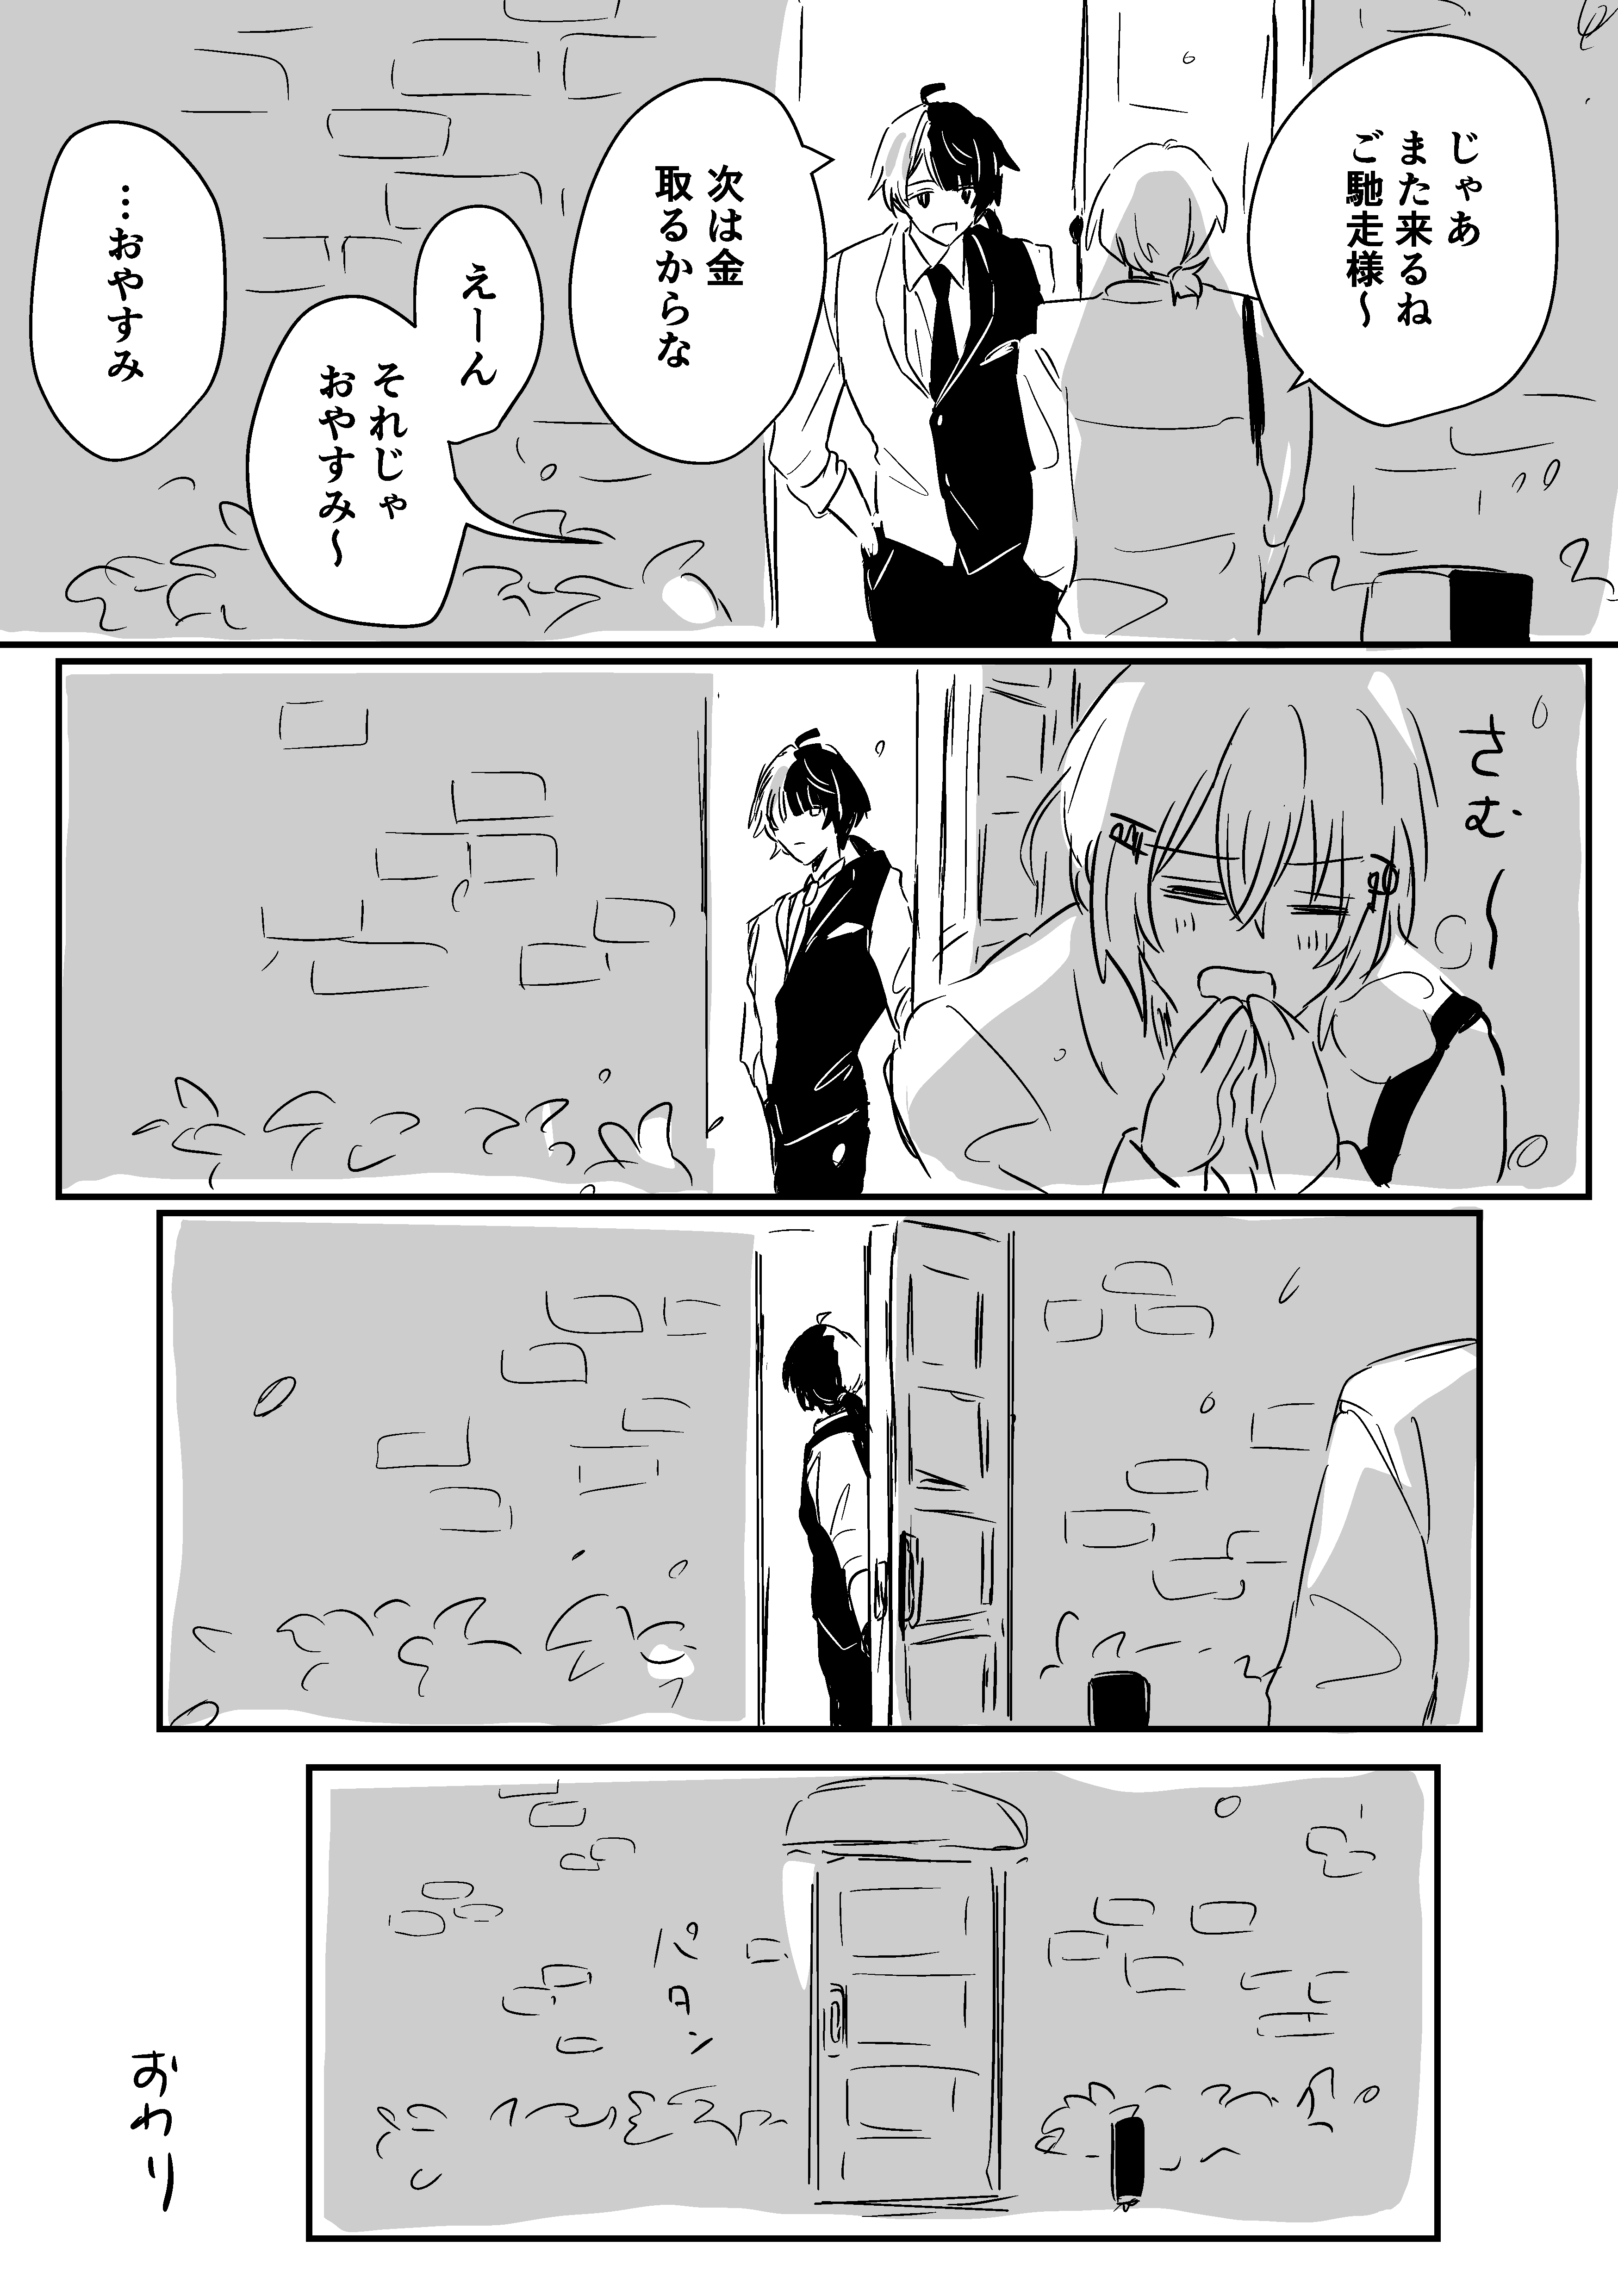 じゃあ
また来るね
ご馳走様〜
次は金
取るからな
えーん
それじゃ
おやすみ〜
…おやすみ
さむ〜
パタン
おわり